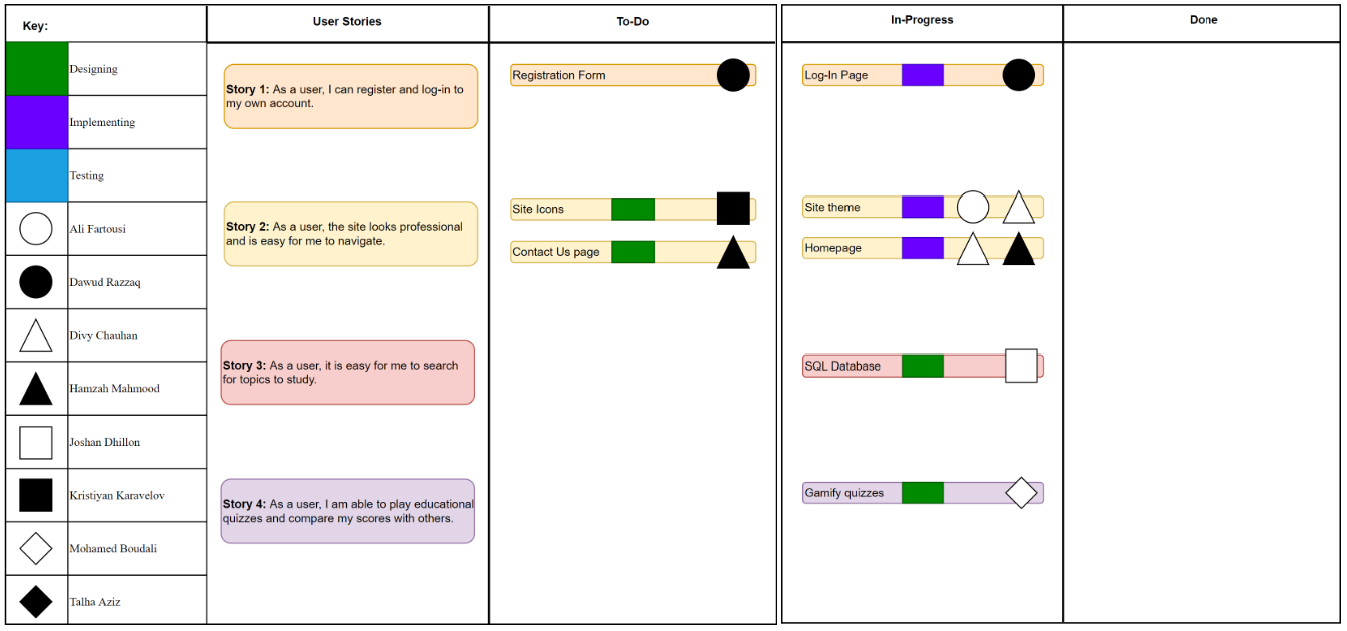 Key:
User Stories
To-Do
In-Progress
Done
Designing
Implementing
Testing
Ali Fartousi
Dawud Razzaq
Divy Chauhan
Hamzah Mahmood
Joshan Dhillon
Kristiyan Karavelov
Mohamed Boudali
Talha Aziz
Story 1: As a user, I can register and log-in to
my own account.
Registration Form
Log-In Page
Story 2: As a user, the site looks professional
and is easy for me to navigate.
Site Icons
Contact Us page
Site theme
Homepage
Story 3: As a user, it is easy for me to search
for topics to study.
SQL Database
Story 4: As a user, I am able to play educational
quizzes and compare my scores with others.
Gamify quizzes